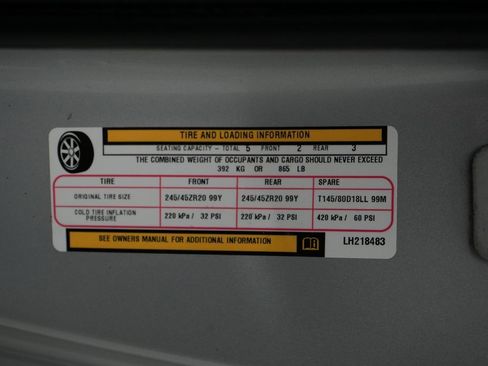 TIRE AND LOADING INFORMATION
SEATING CAPACITY - TOTAL 5 FRONT 2 REAR 3
THE COMBINED WEIGHT OF OCCUPANTS AND CARGO SHOULD NEVER EXCEED
392 KG OR 865 LB
TIRE FRONT REAR SPARE
ORIGINAL TIRE SIZE 245/45ZR20 99Y 245/45ZR20 99Y T145/80D18LL 99M
COLD TIRE INFLATION
PRESSURE 220 kPa / 32 PSI 220 kPa / 32 PSI 420 kPa / 60 PSI
SEE OWNERS MANUAL FOR ADDITIONAL INFORMATION LH218483